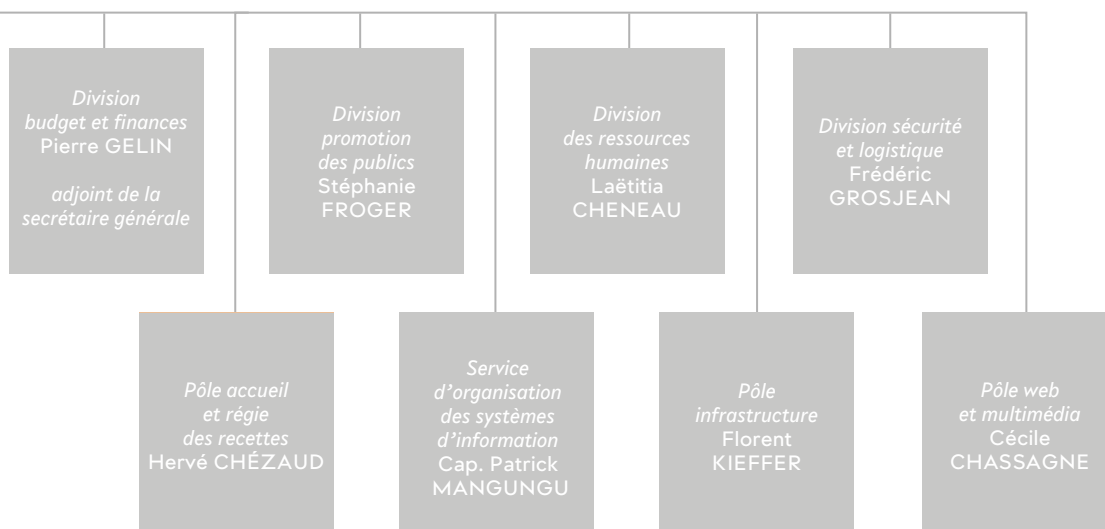 Division
budget et finances
Pierre GELIN
adjoint de la
secrétaire générale
Division
promotion
des publics
Stéphanie
FROGER
Division
des ressources
humaines
Laëtitia
CHENEAU
Division sécurité
et logistique
Frédéric
GROSJEAN
Pôle accueil
et régie
des recettes
Hervé CHÉZAUD
Service
d’organisation
des systèmes
d’information
Cap. Patrick
MANGUNGU
Pôle
infrastructure
Florent
KIEFFER
Pôle web
et multimédia
Cécile
CHASSAGNE